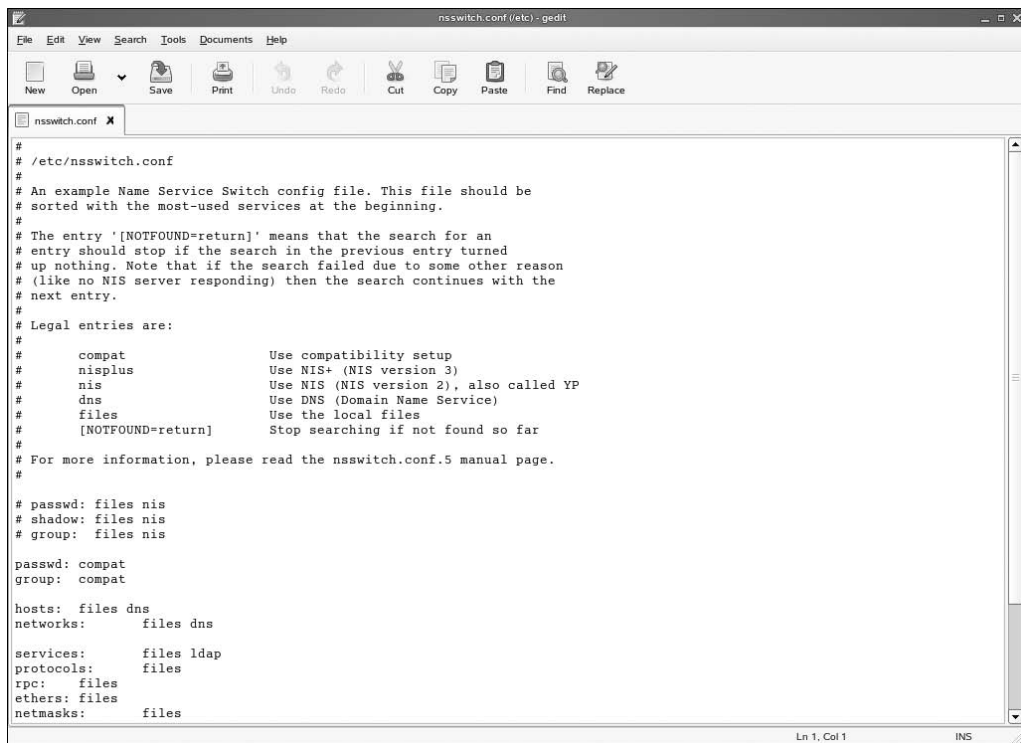 nsswitch.conf (/etc) - gedit
File Edit View Search Tools Documents Help
New Open Save Print Undo Redo Cut Copy Paste Find Replace
nsswitch.conf
#
# /etc/nsswitch.conf
#
# An example Name Service Switch config file. This file should be
# sorted with the most-used services at the beginning.
#
# The entry '[NOTFOUND=return]' means that the search for an
# entry should stop if the search in the previous entry turned
# up nothing. Note that if the search failed due to some other reason
# (like no NIS server responding) then the search continues with the
# next entry.
#
# Legal entries are:
#
#       compat                  Use compatibility setup
#       nisplus                 Use NIS+ (NIS version 3)
#       nis                     Use NIS (NIS version 2), also called YP
#       dns                     Use DNS (Domain Name Service)
#       files                   Use the local files
#       [NOTFOUND=return]       Stop searching if not found so far
#
# For more information, please read the nsswitch.conf.5 manual page.
#
# passwd: files nis
# shadow: files nis
# group:  files nis
passwd: compat
group:  compat
hosts:  files dns
networks:       files dns
services:       files ldap
protocols:      files
rpc:    files
ethers: files
netmasks:       files
Ln 1, Col 1 INS